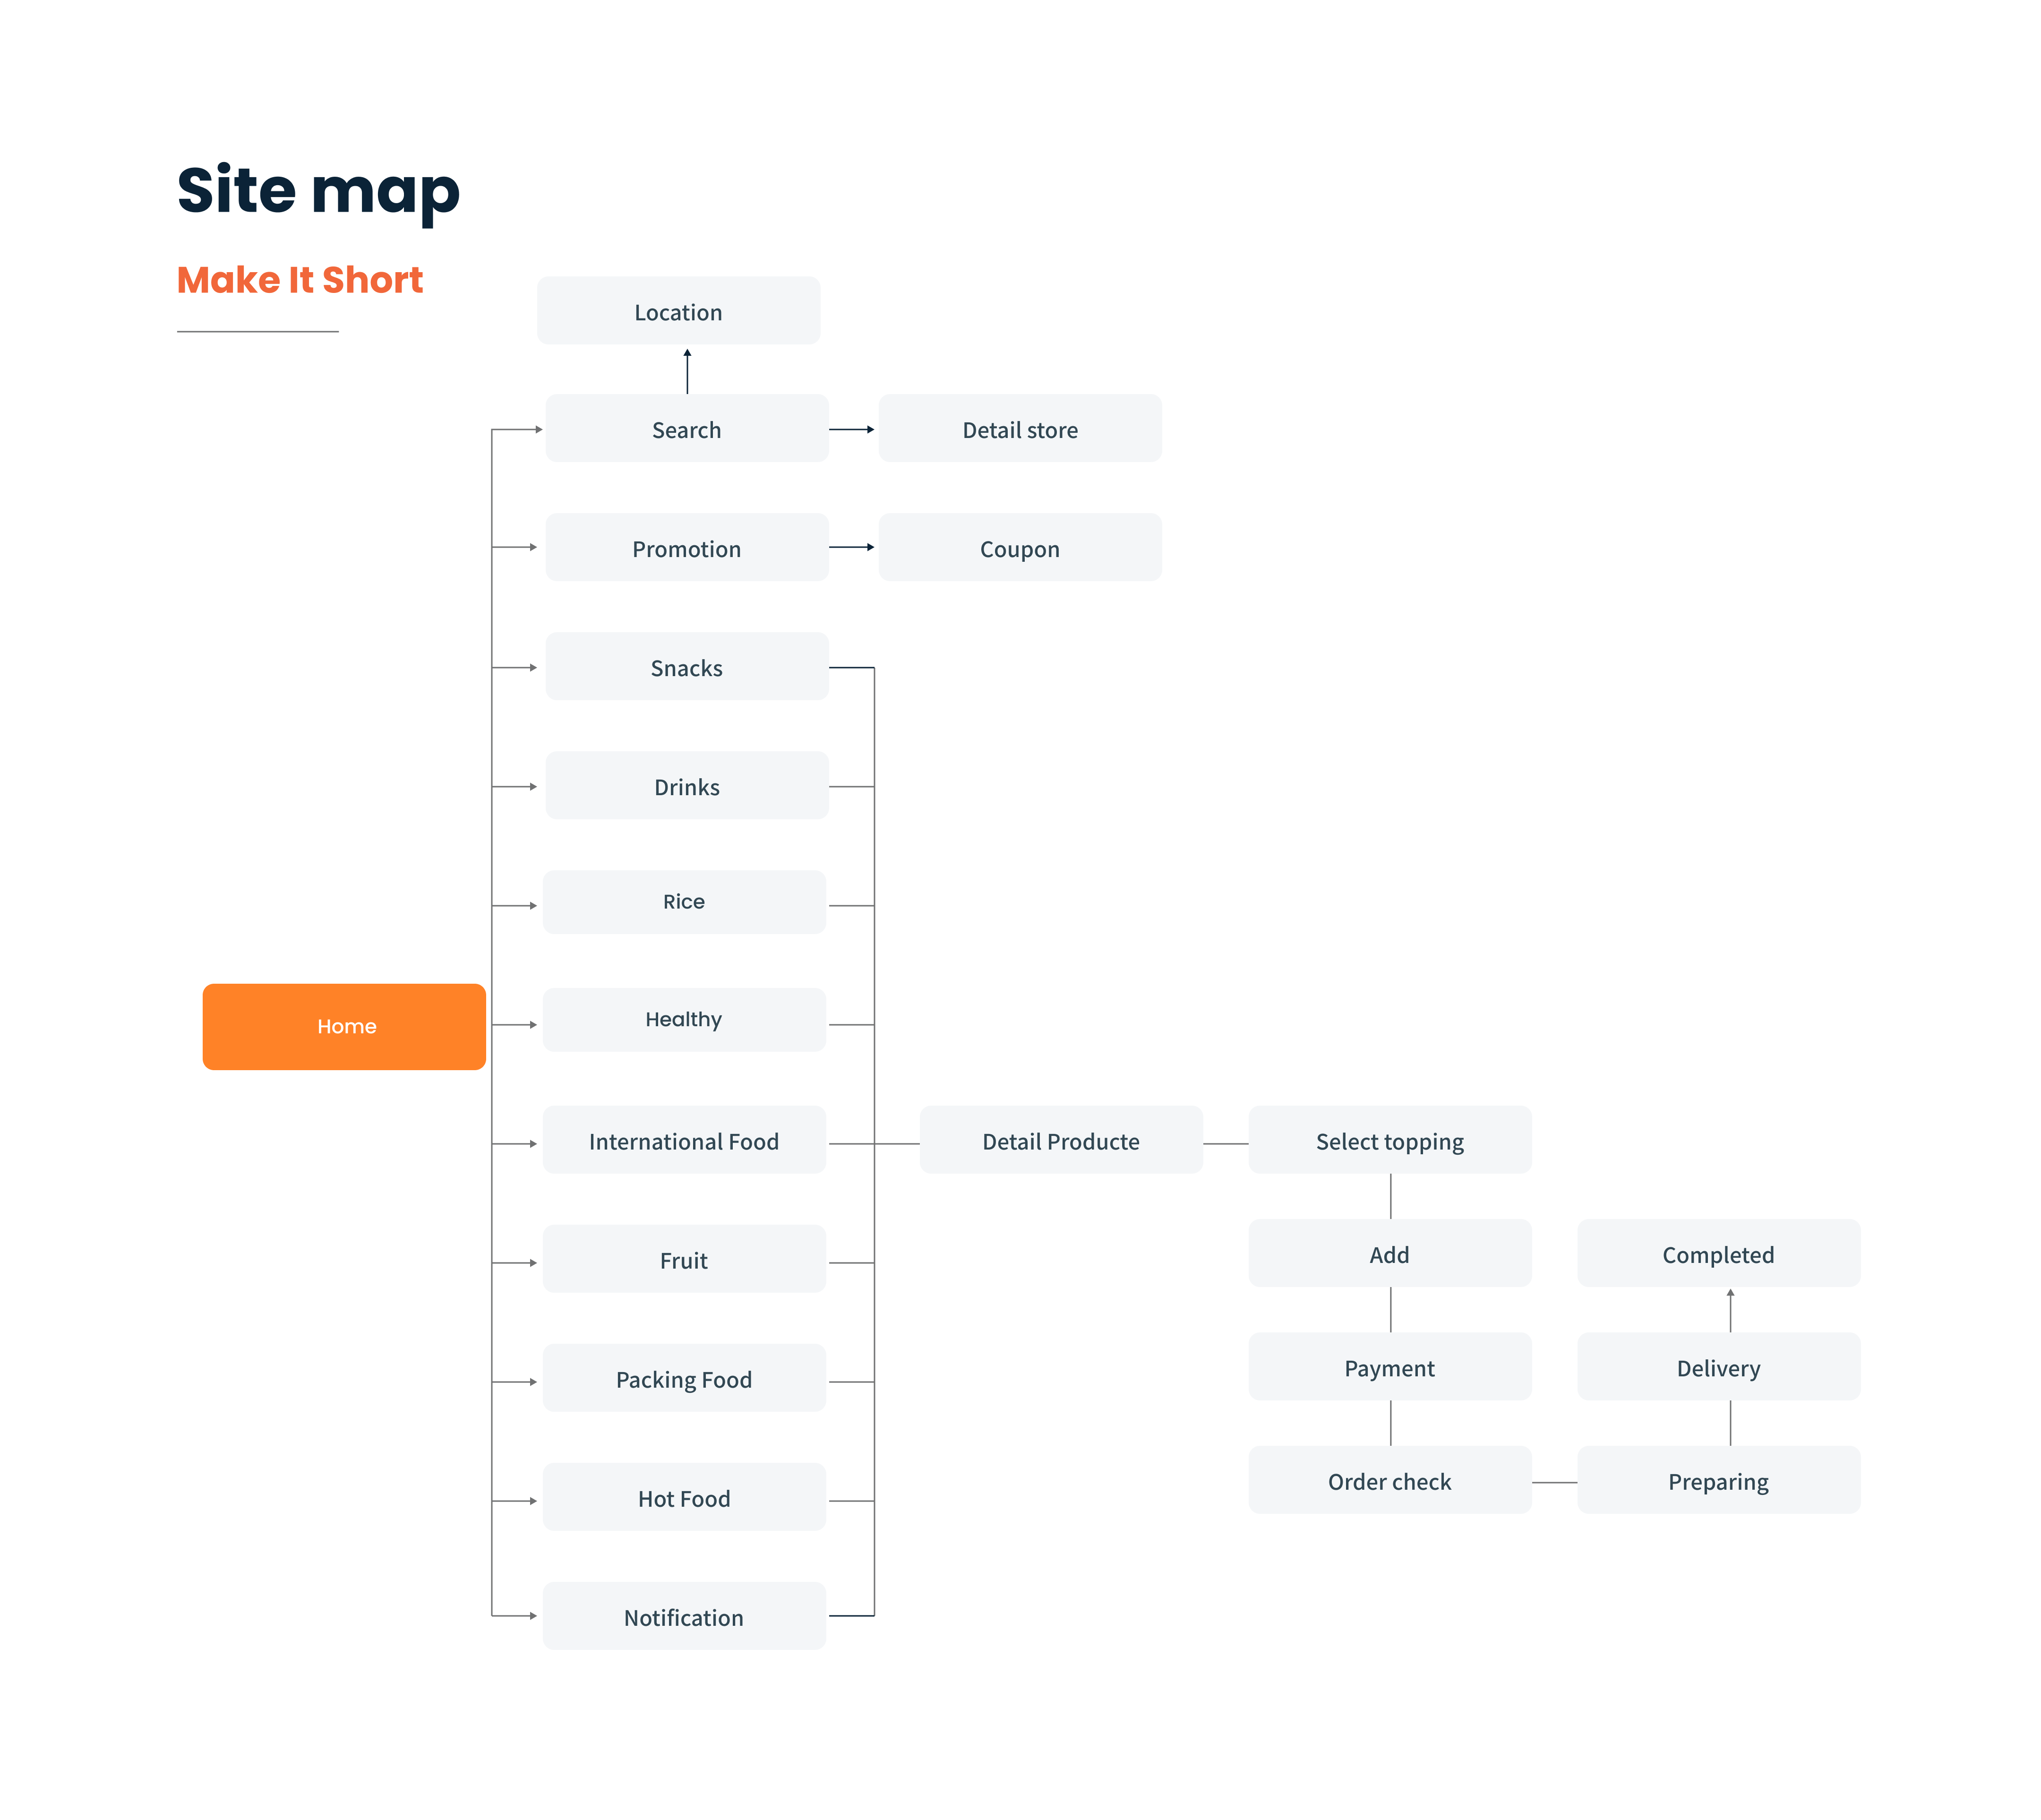 Site map
Make It Short
Location
Search
Detail store
Promotion
Coupon
Snacks
Drinks
Rice
Home
Healthy
International Food
Detail Producte
Select topping
Fruit
Add
Completed
Packing Food
Payment
Delivery
Hot Food
Order check
Preparing
Notification